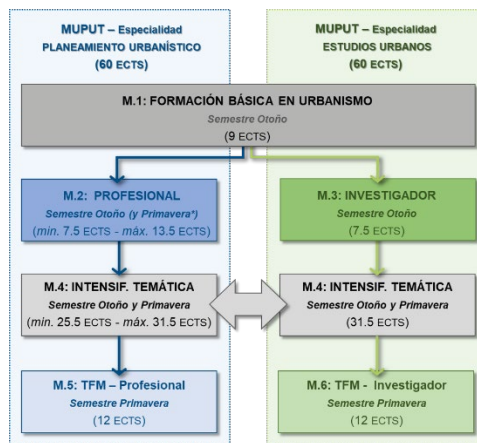 MUPUT – Especialidad
PLANEAMIENTO URBANÍSTICO
(60 ECTS)
MUPUT – Especialidad
ESTUDIOS URBANOS
(60 ECTS)
M.1: FORMACIÓN BÁSICA EN URBANISMO
Semestre Otoño
(9 ECTS)
M.2: PROFESIONAL
Semestre Otoño (y Primavera*)
(min. 7.5 ECTS - máx. 13.5 ECTS)
M.3: INVESTIGADOR
Semestre Otoño
(7.5 ECTS)
M.4: INTENSIF. TEMÁTICA
Semestre Otoño y Primavera
(min. 25.5 ECTS - máx. 31.5 ECTS)
M.4: INTENSIF. TEMÁTICA
Semestre Otoño y Primavera
(31.5 ECTS)
M.5: TFM – Profesional
Semestre Primavera
(12 ECTS)
M.6: TFM - Investigador
Semestre Primavera
(12 ECTS)